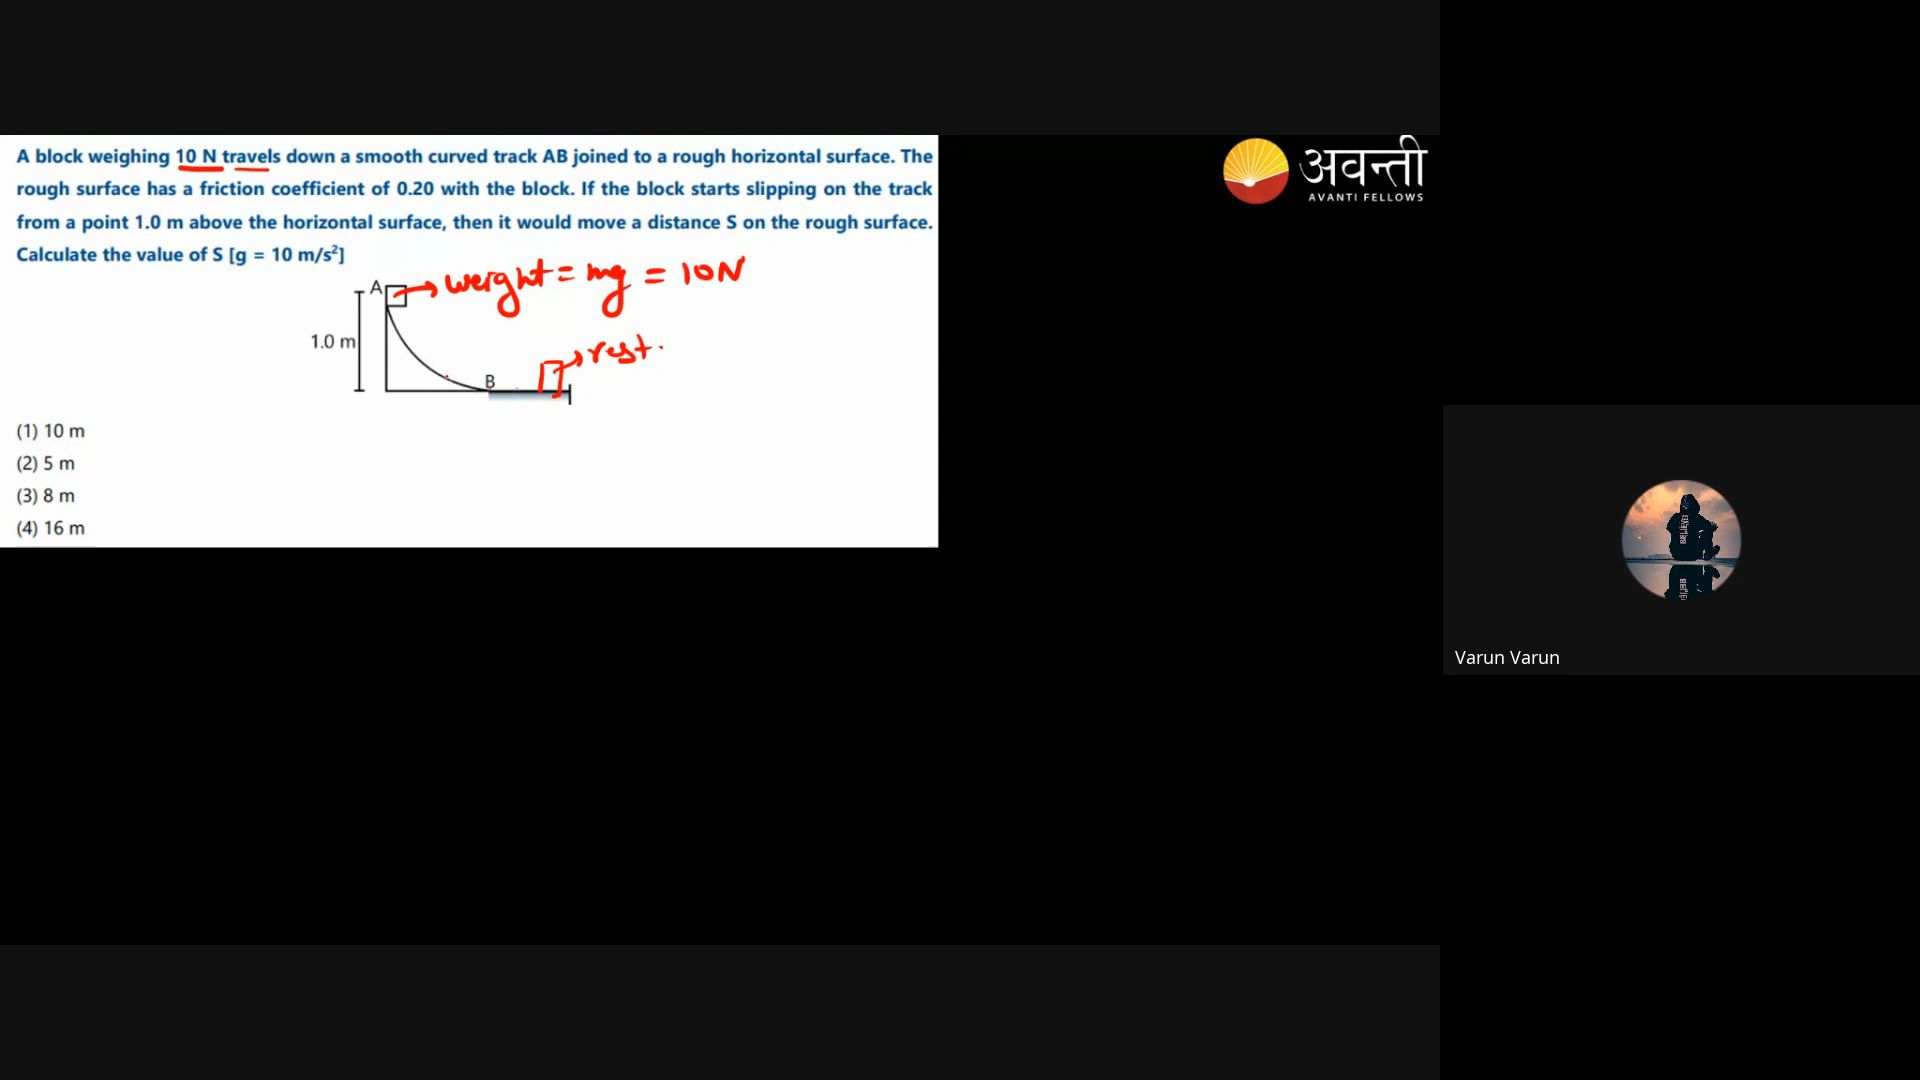 A block weighing 10 N travels down a smooth curved track AB joined to a rough horizontal surface. The
rough surface has a friction coefficient of 0.20 with the block. If the block starts slipping on the track
from a point 1.0 m above the horizontal surface, then it would move a distance S on the rough surface.
Calculate the value of S [g = 10 m/s²]
A → weight = mg = 10N
1.0 m
→ rest.
B
(1) 10 m
(2) 5 m
(3) 8 m
(4) 16 m
अवन्ती
AVANTI FELLOWS
Varun Varun